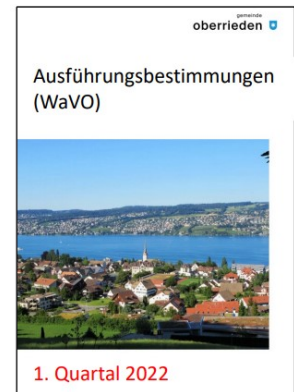 gemeinde
oberrieden
Ausführungsbestimmungen
(WaVO)
1. Quartal 2022